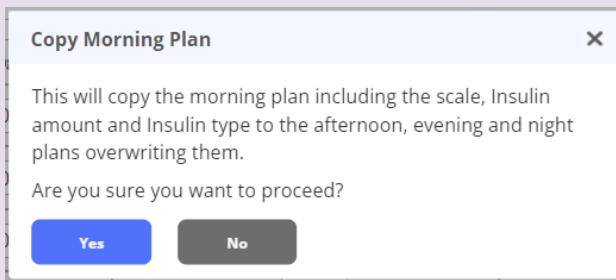 Copy Morning Plan
This will copy the morning plan including the scale, Insulin
amount and Insulin type to the afternoon, evening and night
plans overwriting them.
Are you sure you want to proceed?
Yes
No